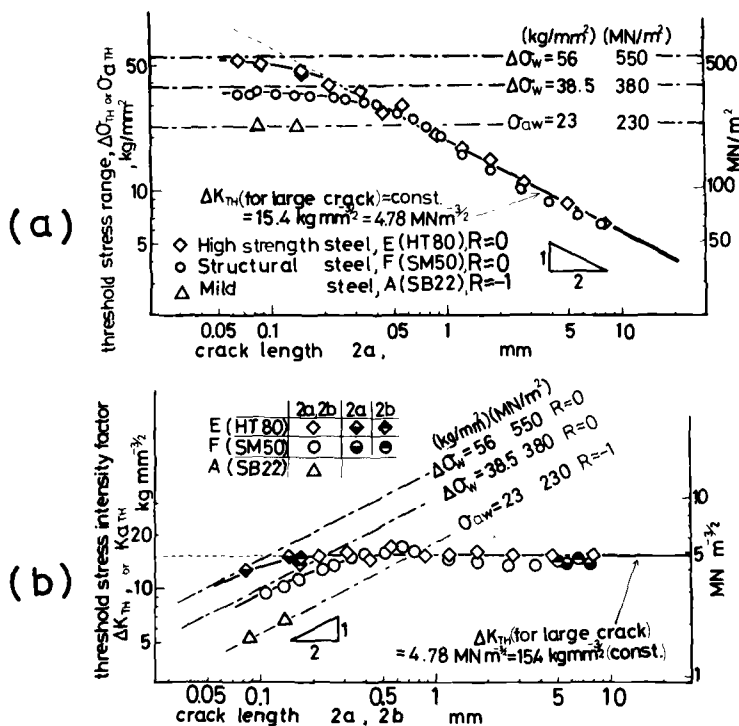 (a)
(kg/mm²) (MN/m²)
Δσw=56 550
Δσw=38.5 380
σaw=23 230
threshold stress range, ΔσTH or σaTH
, kg/mm²
50
10
5
500
MN/m²
100
50
ΔKTH (for large crack)=const.
=15.4 kg mm-3/2=4.78 MNm-3/2
◇ High strength steel, E(HT80), R=0
○ Structural steel, F(SM50), R=0
△ Mild steel, A(SB22), R=-1
1
2
0.05 0.1 05 1 5 10
crack length 2a, mm
(b)
2a,2b 2a 2b
E(HT80)
F(SM50)
A(SB22)
(kg/mm²)(MN/m²)
Δσw=56 550 R=0
Δσw=38.5 380 R=0
σaw=23 230 R=-1
threshold stress intensity factor
ΔKTH or KaTH kg mm-3/2
20
10
5
10
MN m-3/2
5
1
1
2
ΔKTH (for large crack)
=4.78 MN m-3/2=154 kgmm-3/2 (const.)
0.05 0.1 0.5 1 5 10
crack length 2a, 2b mm